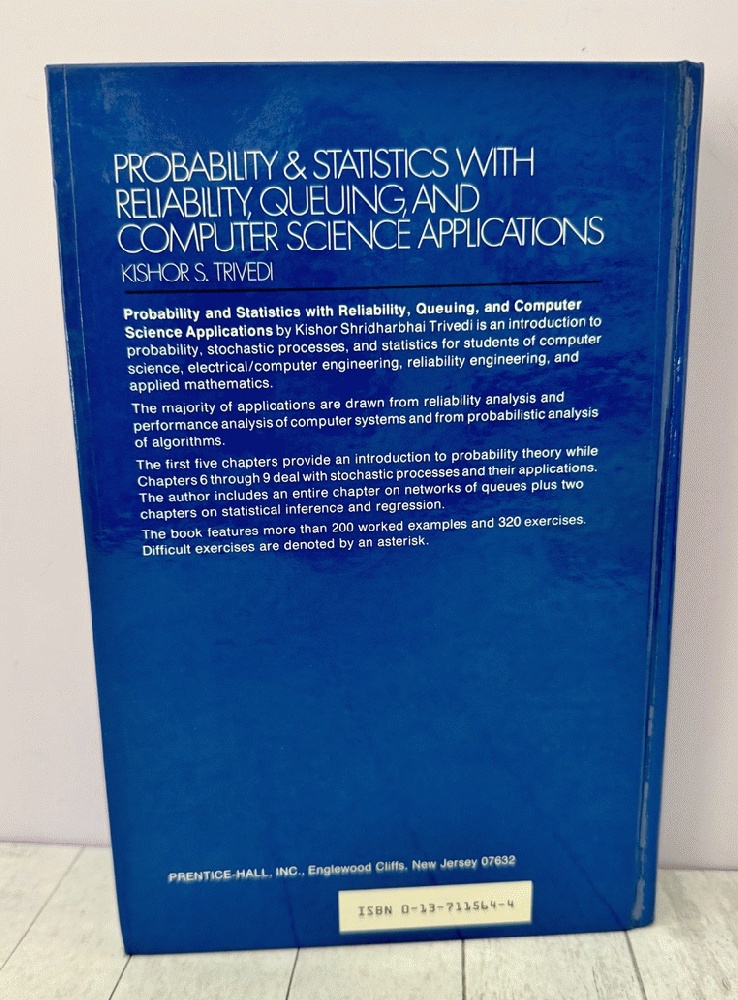 PROBABILITY & STATISTICS WITH
RELIABILITY, QUEUING, AND
COMPUTER SCIENCE APPLICATIONS
KISHOR S. TRIVEDI
Probability and Statistics with Reliability, Queuing, and Computer
Science Applications by Kishor Shridharbhai Trivedi is an introduction to
probability, stochastic processes, and statistics for students of computer
science, electrical/computer engineering, reliability engineering, and
applied mathematics.
The majority of applications are drawn from reliability analysis and
performance analysis of computer systems and from probabilistic analysis
of algorithms.
The first five chapters provide an introduction to probability theory while
Chapters 6 through 9 deal with stochastic processes and their applications.
The author includes an entire chapter on networks of queues plus two
chapters on statistical inference and regression.
The book features more than 200 worked examples and 320 exercises.
Difficult exercises are denoted by an asterisk.
PRENTICE-HALL, INC., Englewood Cliffs, New Jersey 07632
ISBN 0-13-711564-4